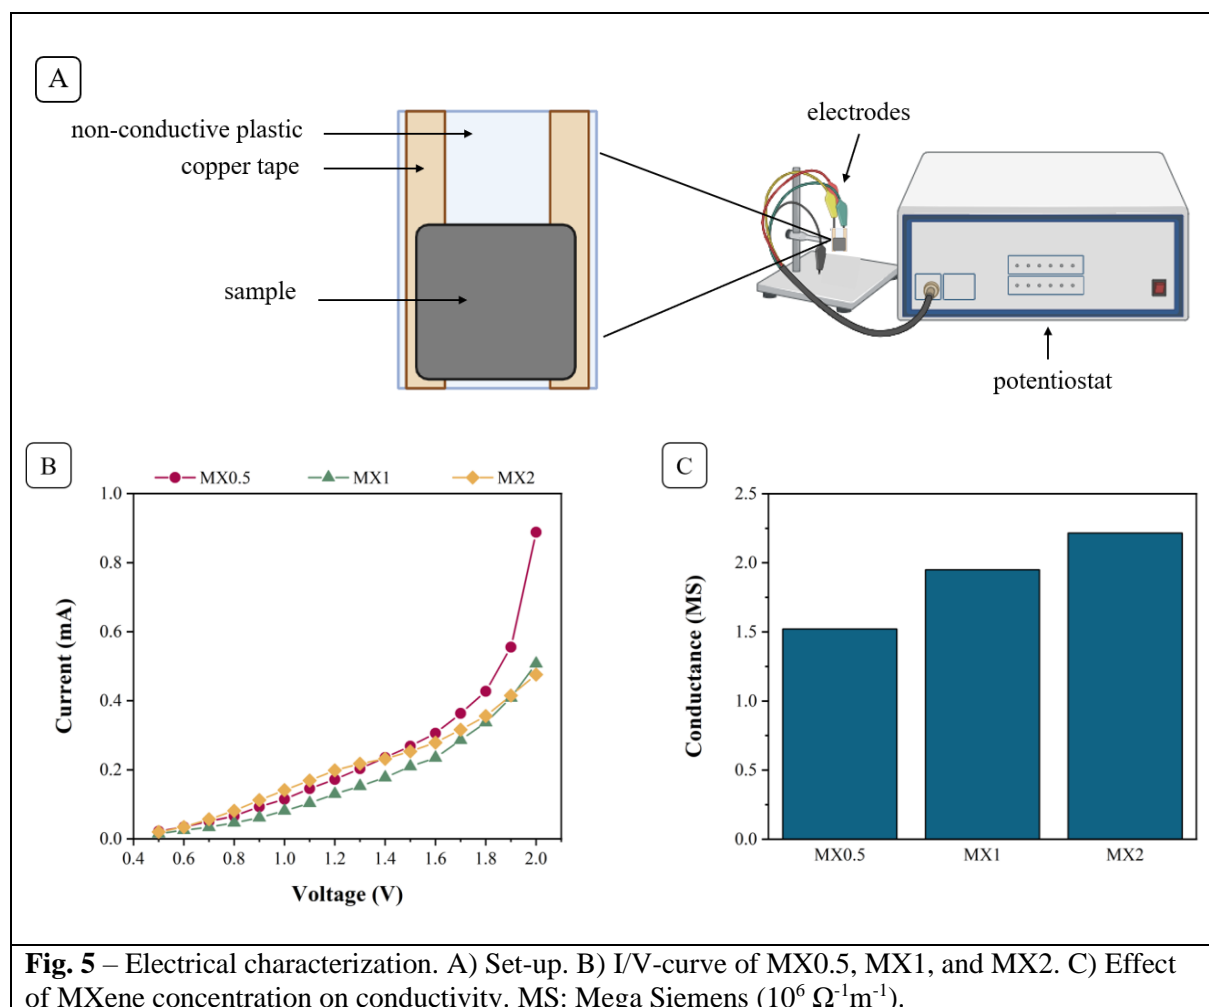 A
non-conductive plastic
copper tape
sample
electrodes
potentiostat
B
MX0.5 MX1 MX2
1.0
0.8
0.6
0.4
0.2
0.0
Current (mA)
0.4 0.6 0.8 1.0 1.2 1.4 1.6 1.8 2.0
Voltage (V)
C
2.5
2.0
1.5
1.0
0.5
0.0
Conductance (MS)
MX0.5 MX1 MX2
Fig. 5 – Electrical characterization. A) Set-up. B) I/V-curve of MX0.5, MX1, and MX2. C) Effect
of MXene concentration on conductivity. MS: Mega Siemens (10⁶ Ω⁻¹m⁻¹).